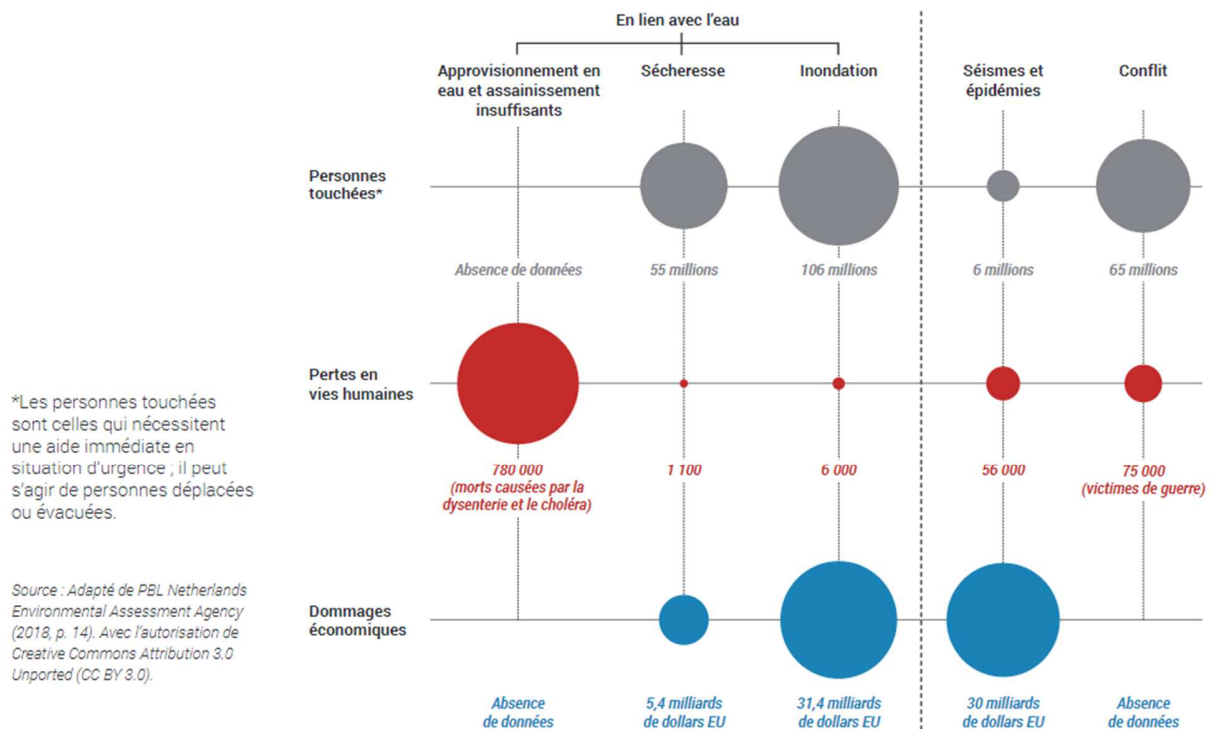 En lien avec l'eau
Approvisionnement en
eau et assainissement
insuffisants
Sécheresse
Inondation
Séismes et
épidémies
Conflit
Personnes
touchées*
Absence de données
55 millions
106 millions
6 millions
65 millions
Pertes en
vies humaines
780 000
(morts causées par la
dysenterie et le choléra)
1 100
6 000
56 000
75 000
(victimes de guerre)
*Les personnes touchées
sont celles qui nécessitent
une aide immédiate en
situation d'urgence ; il peut
s'agir de personnes déplacées
ou évacuées.
Source : Adapté de PBL Netherlands
Environmental Assessment Agency
(2018, p. 14). Avec l'autorisation de
Creative Commons Attribution 3.0
Unported (CC BY 3.0).
Dommages
économiques
Absence
de données
5,4 milliards
de dollars EU
31,4 milliards
de dollars EU
30 milliards
de dollars EU
Absence
de données